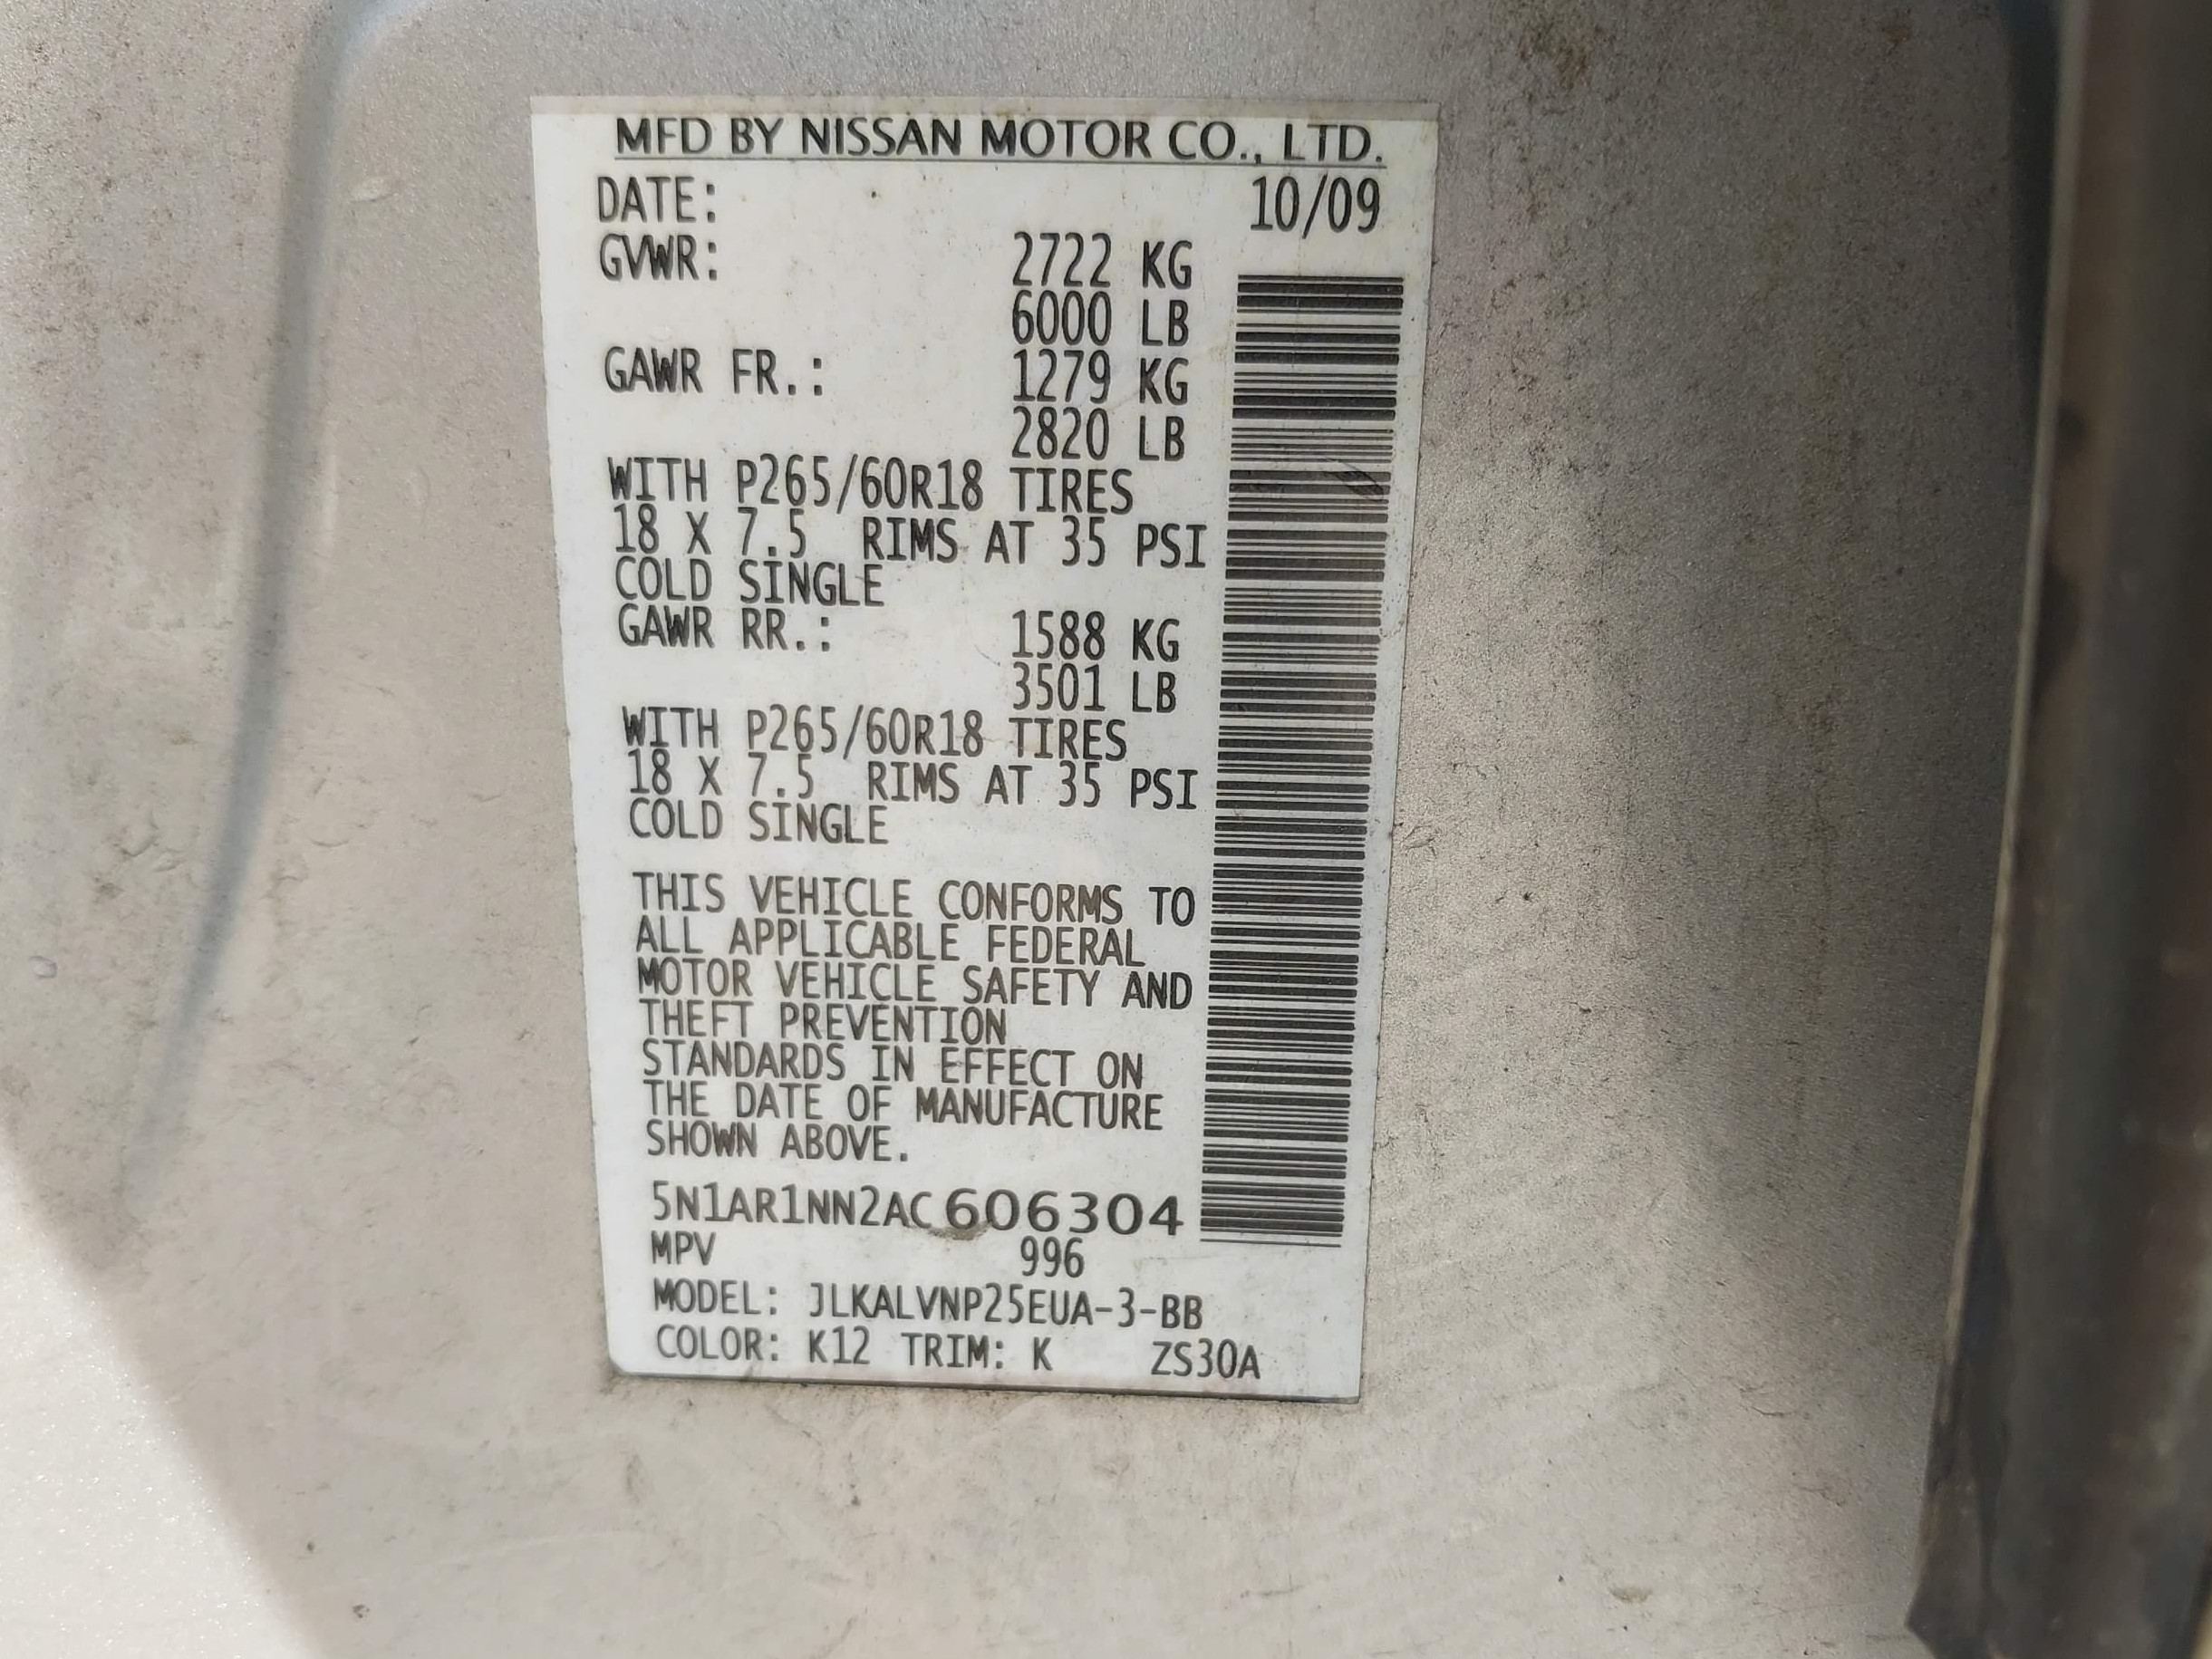 MFD BY NISSAN MOTOR CO., LTD.
DATE: 10/09
GVWR: 2722 KG
6000 LB
GAWR FR.: 1279 KG
2820 LB
WITH P265/60R18 TIRES
18 X 7.5 RIMS AT 35 PSI
COLD SINGLE
GAWR RR.: 1588 KG
3501 LB
WITH P265/60R18 TIRES
18 X 7.5 RIMS AT 35 PSI
COLD SINGLE
THIS VEHICLE CONFORMS TO
ALL APPLICABLE FEDERAL
MOTOR VEHICLE SAFETY AND
THEFT PREVENTION
STANDARDS IN EFFECT ON
THE DATE OF MANUFACTURE
SHOWN ABOVE.
5N1AR1NN2AC606304
MPV 996
MODEL: JLKALVNP25EUA-3-BB
COLOR: K12 TRIM: K ZS30A